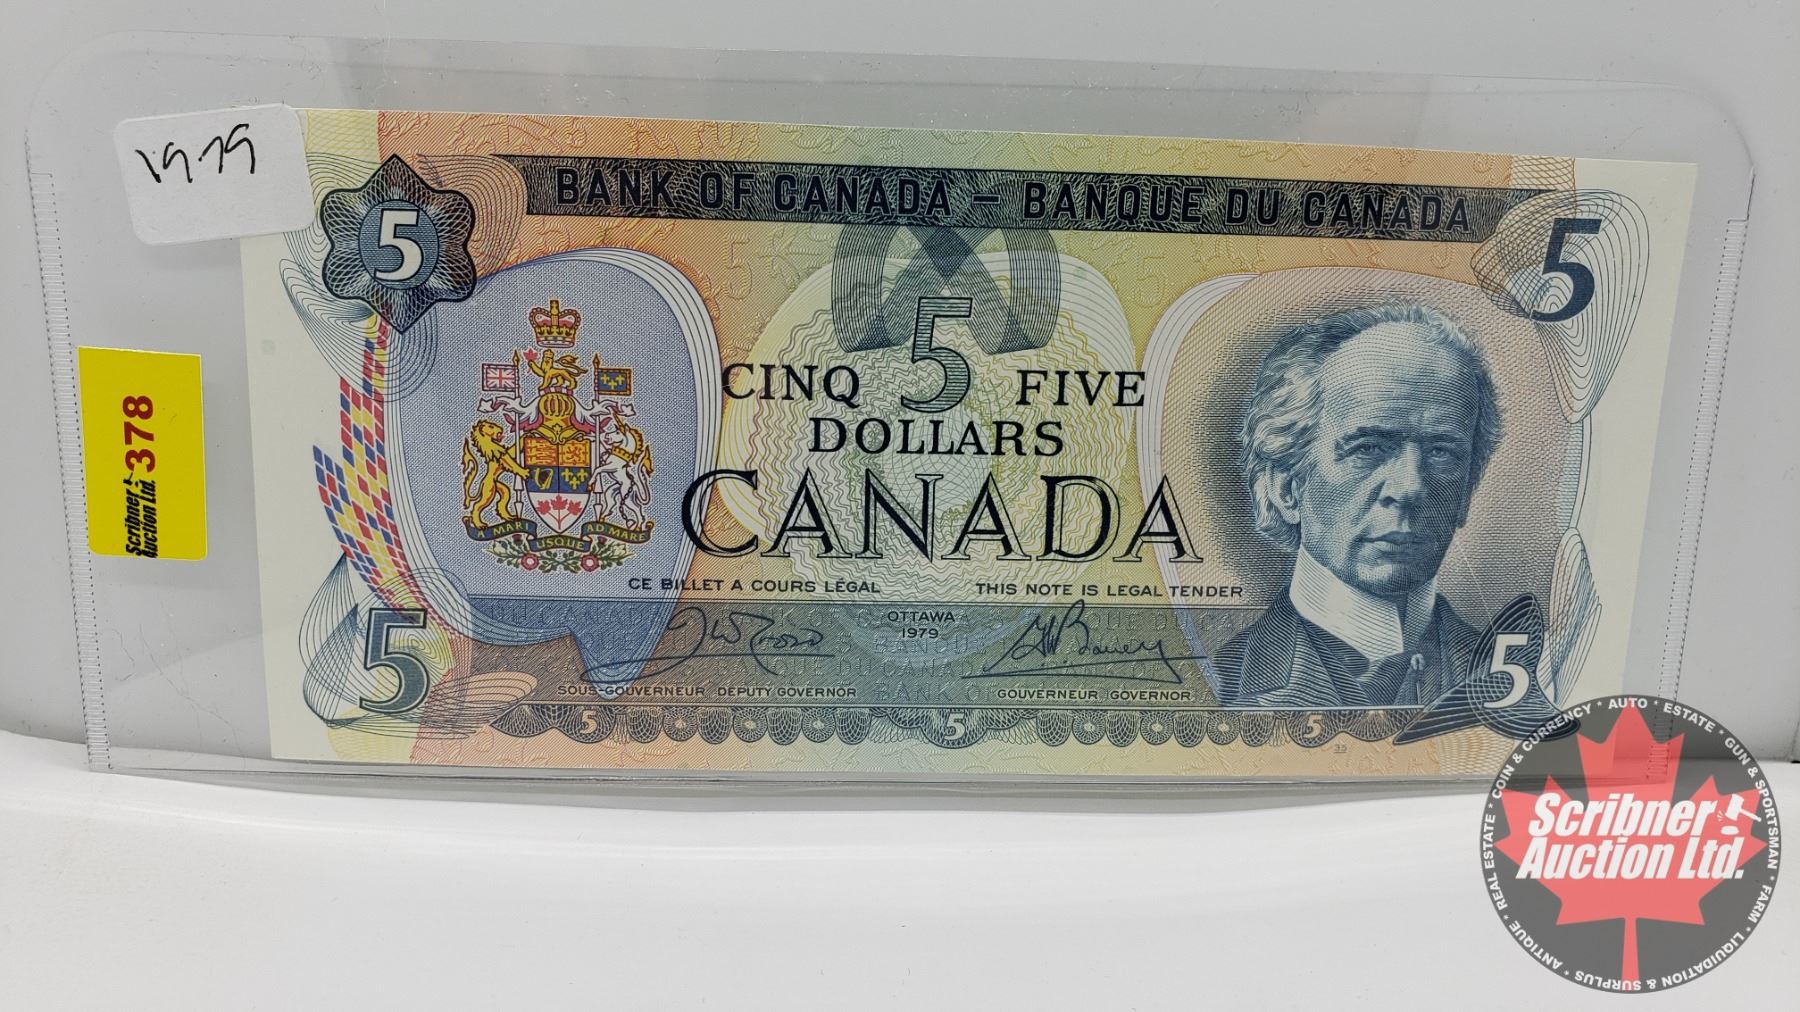 1979
BANK OF CANADA – BANQUE DU CANADA
5
5
5
CINQ FIVE
DOLLARS
CANADA
A MARI USQUE AD MARE
CE BILLET A COURS LÉGAL
THIS NOTE IS LEGAL TENDER
OTTAWA
1979
SOUS-GOUVERNEUR DEPUTY GOVERNOR
GOUVERNEUR GOVERNOR
5
5
5
5
5
35
378
Scribner
Auction Ltd.
Scribner
Auction Ltd.
REAL ESTATE * COIN & CURRENCY * AUTO * ESTATE * GUN & SPORTSMAN * FARM * LIQUIDATION & SURPLUS * ANTIQUE *